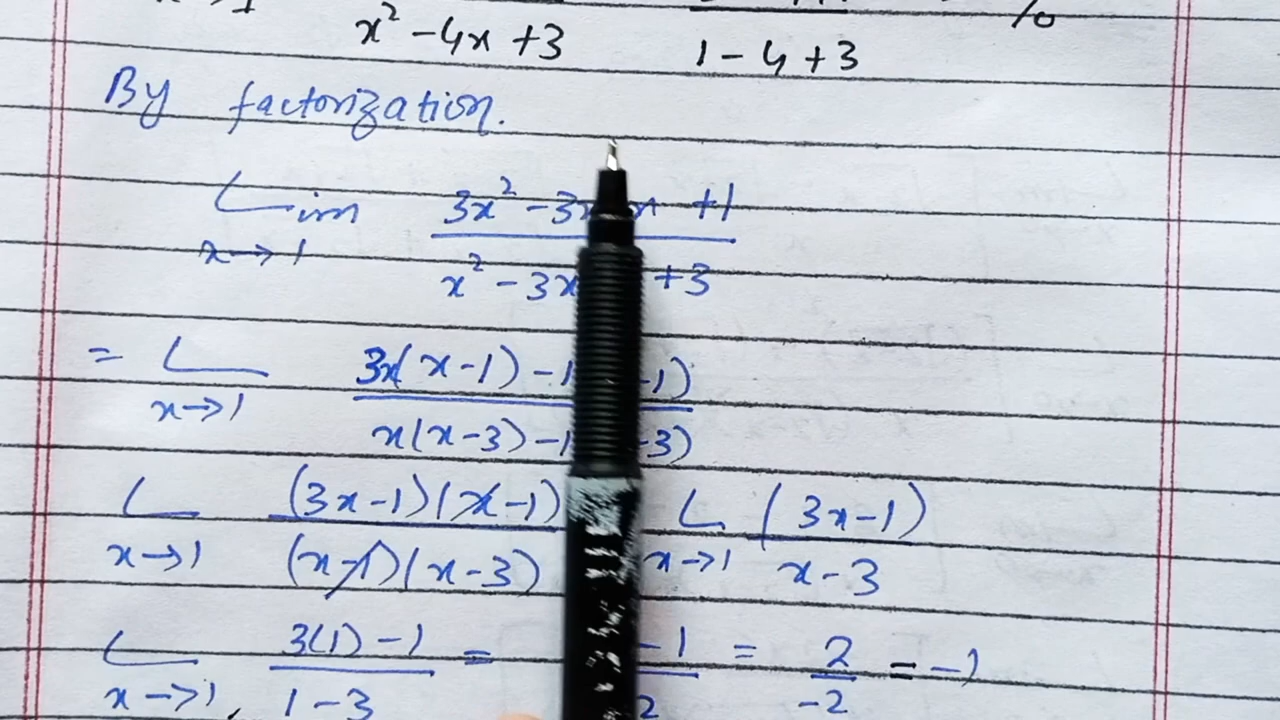 x² -4x +3   1 - 4 + 3
By factorization.
Lim 3x² -3x +1
x→1 x² -3x +3
= L 3x(x-1) -1 -1)
x→1 x(x-3) -1 -3)
L (3x-1)(x-1) L (3x-1)
x→1 (x-1)(x-3) x→1 x-3
L 3(1) -1 = -1 = 2 = -1
x→1, 1-3 2 -2